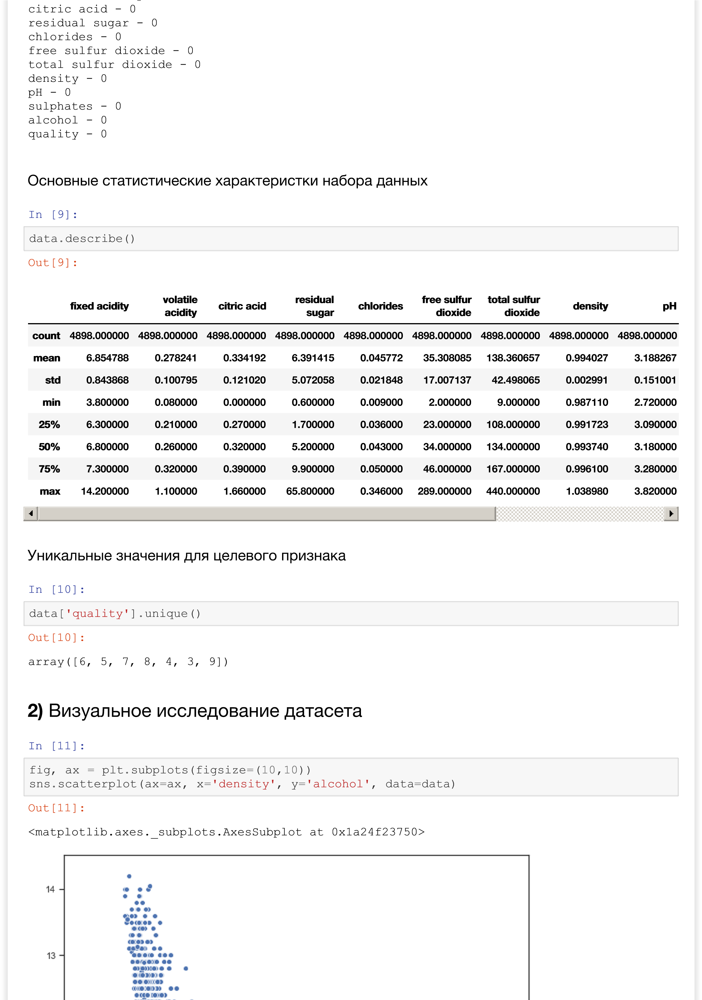 citric acid - 0
residual sugar - 0
chlorides - 0
free sulfur dioxide - 0
total sulfur dioxide - 0
density - 0
pH - 0
sulphates - 0
alcohol - 0
quality - 0
Основные статистические характеристки набора данных
In [9]:
data.describe()
Out[9]:
fixed acidity volatile acidity citric acid residual sugar chlorides free sulfur dioxide total sulfur dioxide density pH
count 4898.000000 4898.000000 4898.000000 4898.000000 4898.000000 4898.000000 4898.000000 4898.000000 4898.000000
mean 6.854788 0.278241 0.334192 6.391415 0.045772 35.308085 138.360657 0.994027 3.188267
std 0.843868 0.100795 0.121020 5.072058 0.021848 17.007137 42.498065 0.002991 0.151001
min 3.800000 0.080000 0.000000 0.600000 0.009000 2.000000 9.000000 0.987110 2.720000
25% 6.300000 0.210000 0.270000 1.700000 0.036000 23.000000 108.000000 0.991723 3.090000
50% 6.800000 0.260000 0.320000 5.200000 0.043000 34.000000 134.000000 0.993740 3.180000
75% 7.300000 0.320000 0.390000 9.900000 0.050000 46.000000 167.000000 0.996100 3.280000
max 14.200000 1.100000 1.660000 65.800000 0.346000 289.000000 440.000000 1.038980 3.820000
Уникальные значения для целевого признака
In [10]:
data['quality'].unique()
Out[10]:
array([6, 5, 7, 8, 4, 3, 9])
2) Визуальное исследование датасета
In [11]:
fig, ax = plt.subplots(figsize=(10,10))
sns.scatterplot(ax=ax, x='density', y='alcohol', data=data)
Out[11]:
<matplotlib.axes._subplots.AxesSubplot at 0x1a24f23750>
14
13